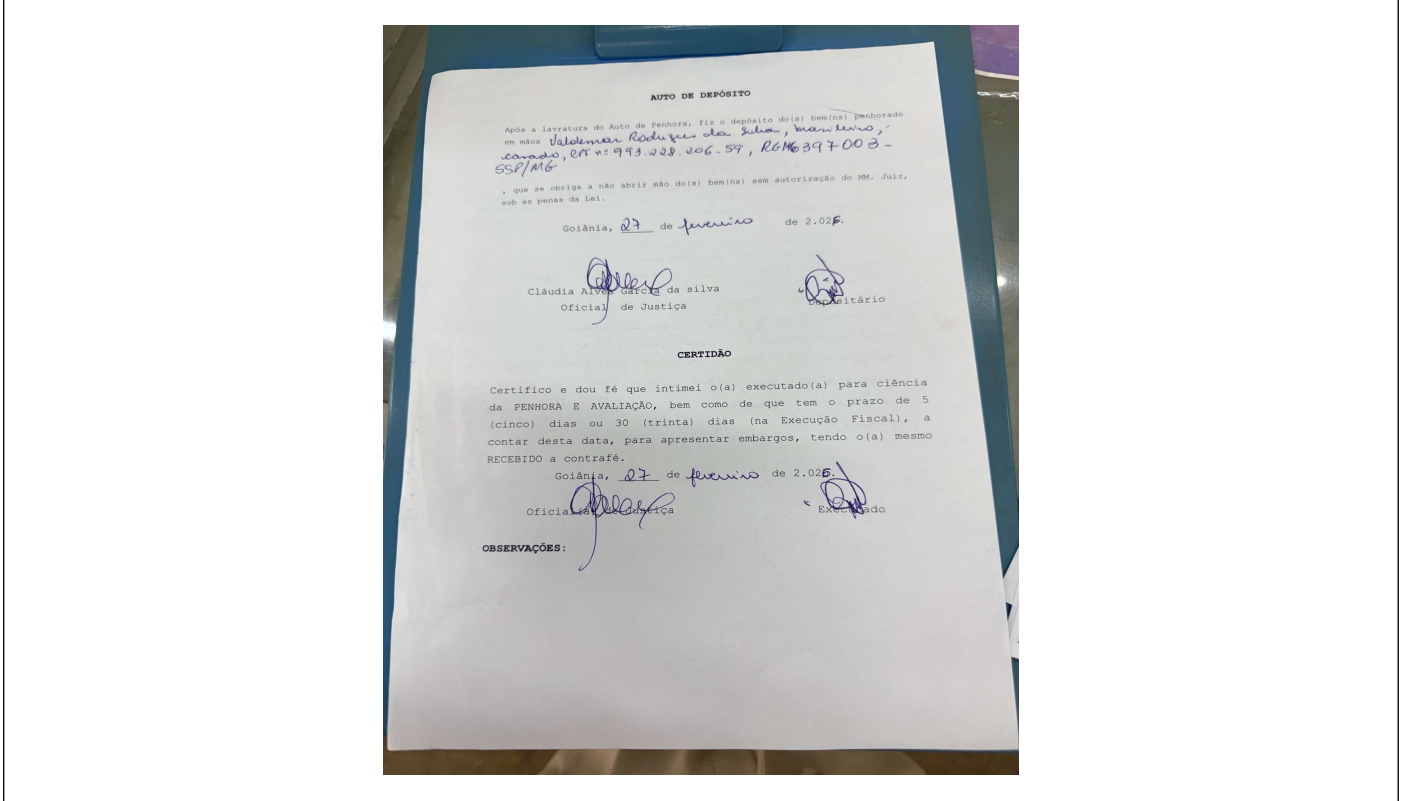 AUTO DE DEPÓSITO
Após a lavratura do Auto de Penhora, fiz o depósito do(s) bem(ns) penhorado
em mãos Valdemar Rodrigues da Silva, brasileiro,
casado, CPF nº: 993.228.206-59, RG M6397003-
SSP/MG
, que se obriga a não abrir mão do(s) bem(ns) sem autorização do MM. Juiz,
sob as penas da Lei.
Goiânia, 27 de fevereiro de 2.025.
Cláudia Alves Garcia da silva
Oficial de Justiça
Depositário
CERTIDÃO
Certifico e dou fé que intimei o(a) executado(a) para ciência
da PENHORA E AVALIAÇÃO, bem como de que tem o prazo de 5
(cinco) dias ou 30 (trinta) dias (na Execução Fiscal), a
contar desta data, para apresentar embargos, tendo o(a) mesmo
RECEBIDO a contrafé.
Goiânia, 27 de fevereiro de 2.025.
Oficial(a) de Justiça Executado
OBSERVAÇÕES: